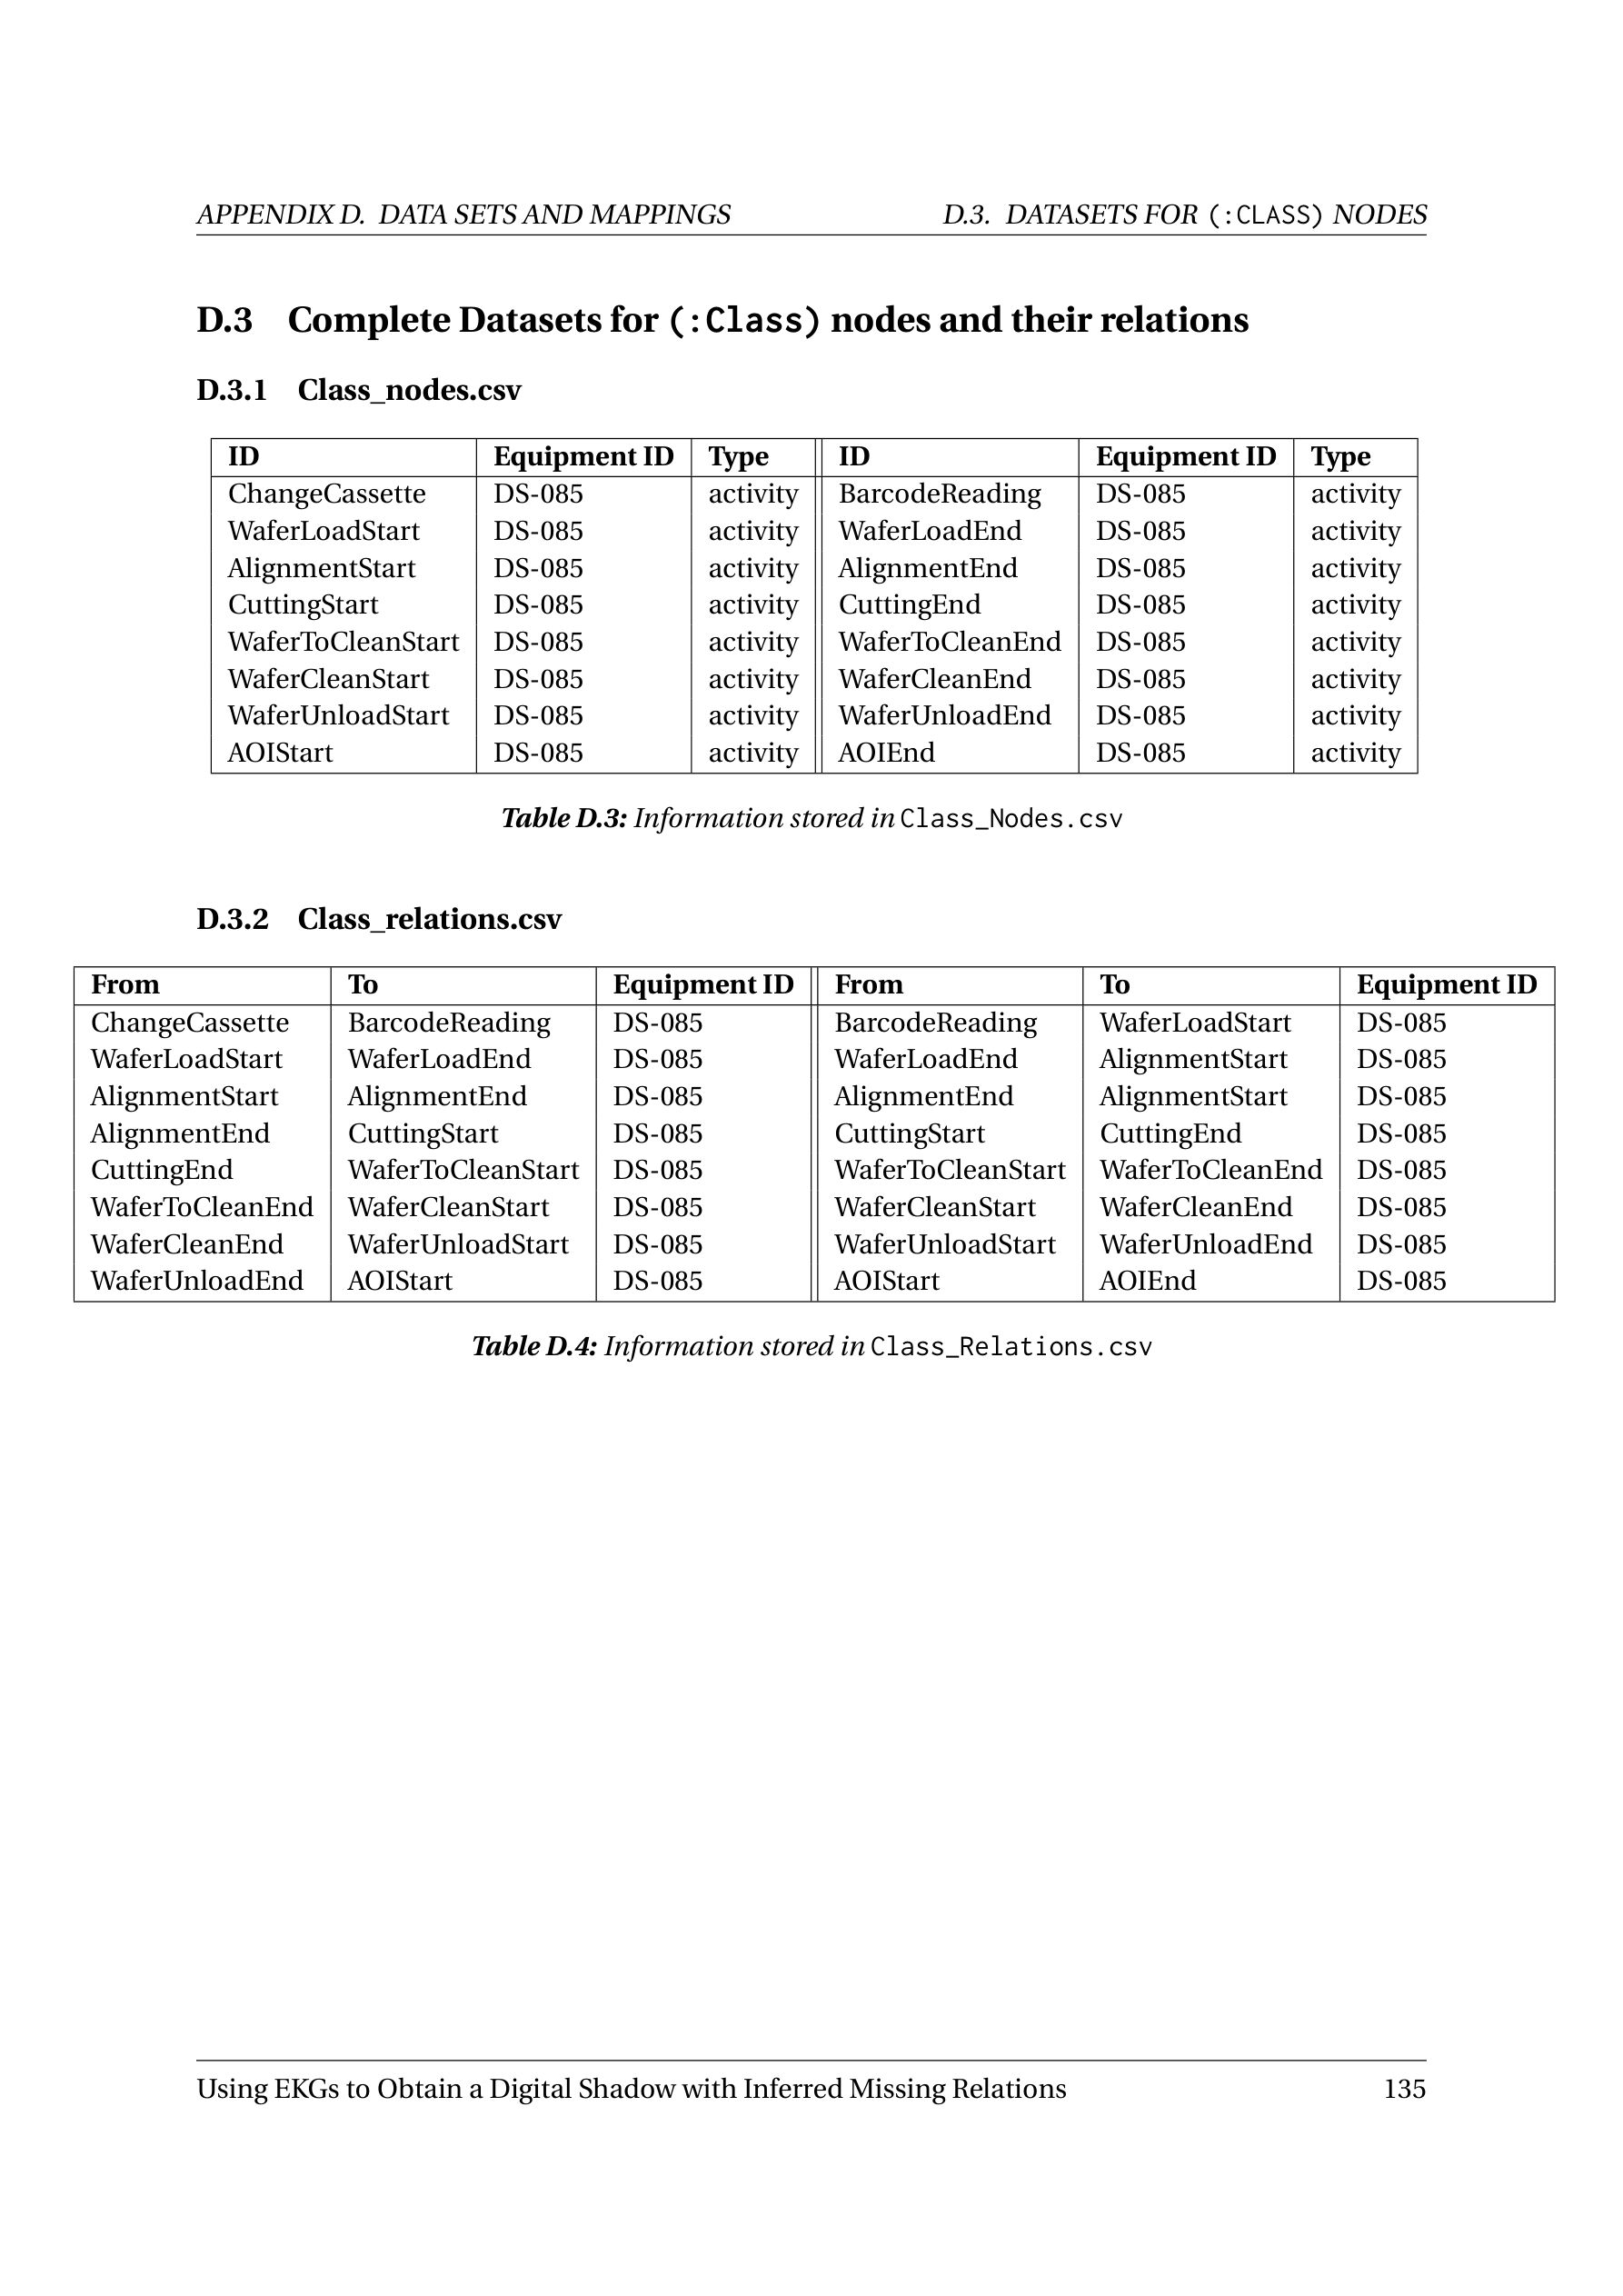 APPENDIX D. DATA SETS AND MAPPINGS D.3. DATASETS FOR (:CLASS) NODES
D.3 Complete Datasets for (:Class) nodes and their relations
D.3.1 Class_nodes.csv
ID Equipment ID Type ID Equipment ID Type
ChangeCassette DS-085 activity BarcodeReading DS-085 activity
WaferLoadStart DS-085 activity WaferLoadEnd DS-085 activity
AlignmentStart DS-085 activity AlignmentEnd DS-085 activity
CuttingStart DS-085 activity CuttingEnd DS-085 activity
WaferToCleanStart DS-085 activity WaferToCleanEnd DS-085 activity
WaferCleanStart DS-085 activity WaferCleanEnd DS-085 activity
WaferUnloadStart DS-085 activity WaferUnloadEnd DS-085 activity
AOIStart DS-085 activity AOIEnd DS-085 activity
Table D.3: Information stored in Class_Nodes.csv
D.3.2 Class_relations.csv
From To Equipment ID From To Equipment ID
ChangeCassette BarcodeReading DS-085 BarcodeReading WaferLoadStart DS-085
WaferLoadStart WaferLoadEnd DS-085 WaferLoadEnd AlignmentStart DS-085
AlignmentStart AlignmentEnd DS-085 AlignmentEnd AlignmentStart DS-085
AlignmentEnd CuttingStart DS-085 CuttingStart CuttingEnd DS-085
CuttingEnd WaferToCleanStart DS-085 WaferToCleanStart WaferToCleanEnd DS-085
WaferToCleanEnd WaferCleanStart DS-085 WaferCleanStart WaferCleanEnd DS-085
WaferCleanEnd WaferUnloadStart DS-085 WaferUnloadStart WaferUnloadEnd DS-085
WaferUnloadEnd AOIStart DS-085 AOIStart AOIEnd DS-085
Table D.4: Information stored in Class_Relations.csv
Using EKGs to Obtain a Digital Shadow with Inferred Missing Relations 135